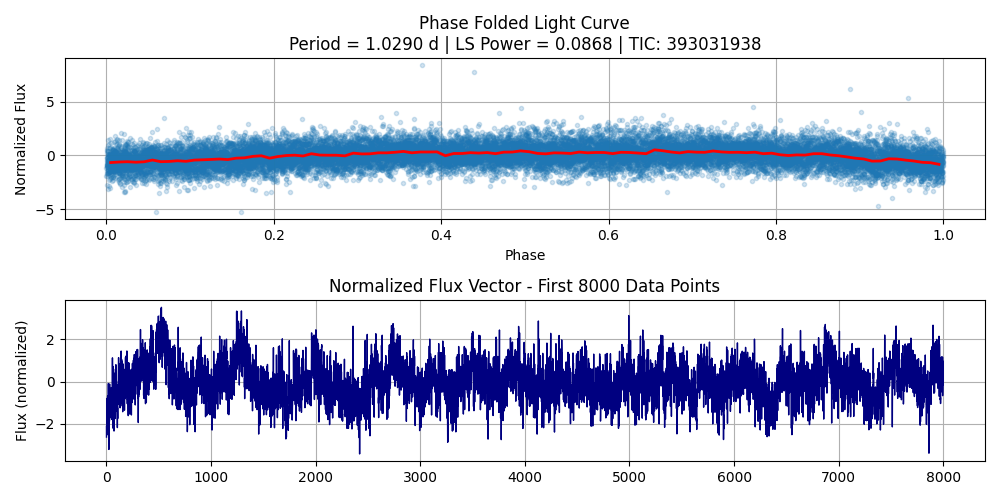 Phase Folded Light Curve
Period = 1.0290 d | LS Power = 0.0868 | TIC: 393031938
Normalized Flux
5
0
−5
0.0 0.2 0.4 0.6 0.8 1.0
Phase
Normalized Flux Vector - First 8000 Data Points
Flux (normalized)
2
0
−2
0 1000 2000 3000 4000 5000 6000 7000 8000